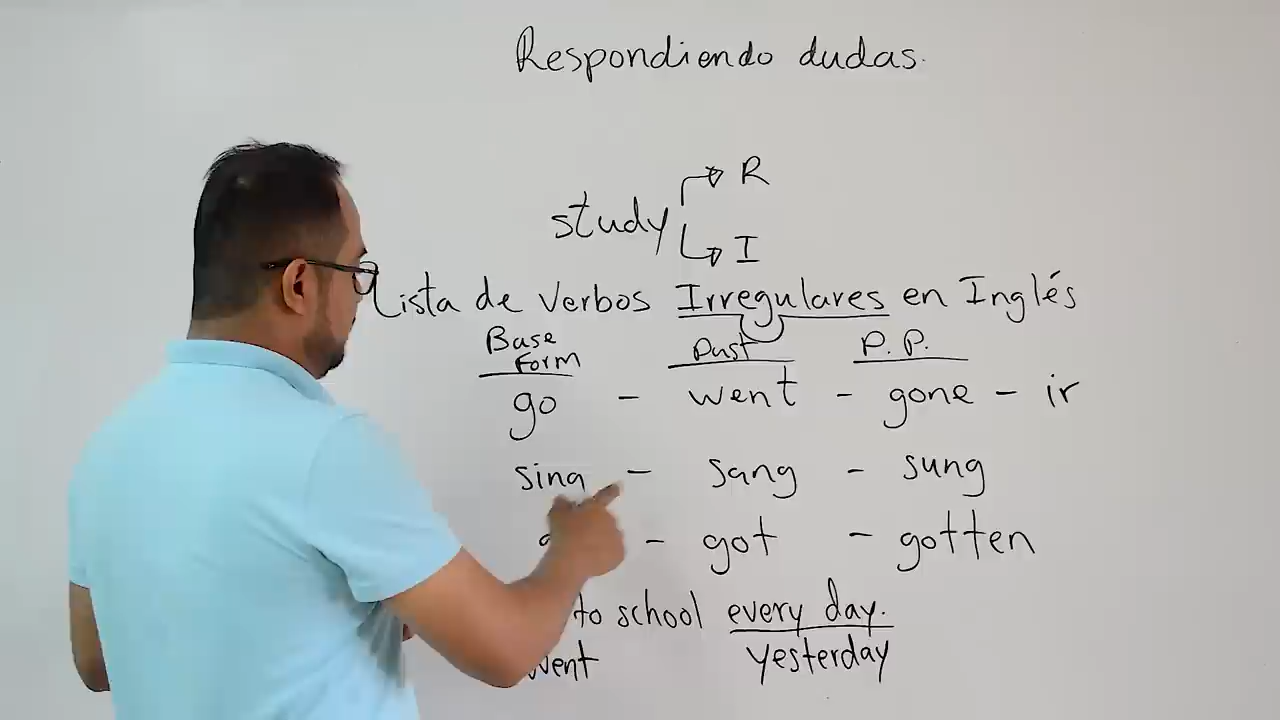 Respondiendo dudas.
R
study
I
Lista de Verbos Irregulares en Inglés
Base Form Past P.P.
go - went - gone - ir
sing - sang - sung
- got - gotten
to school every day.
went yesterday